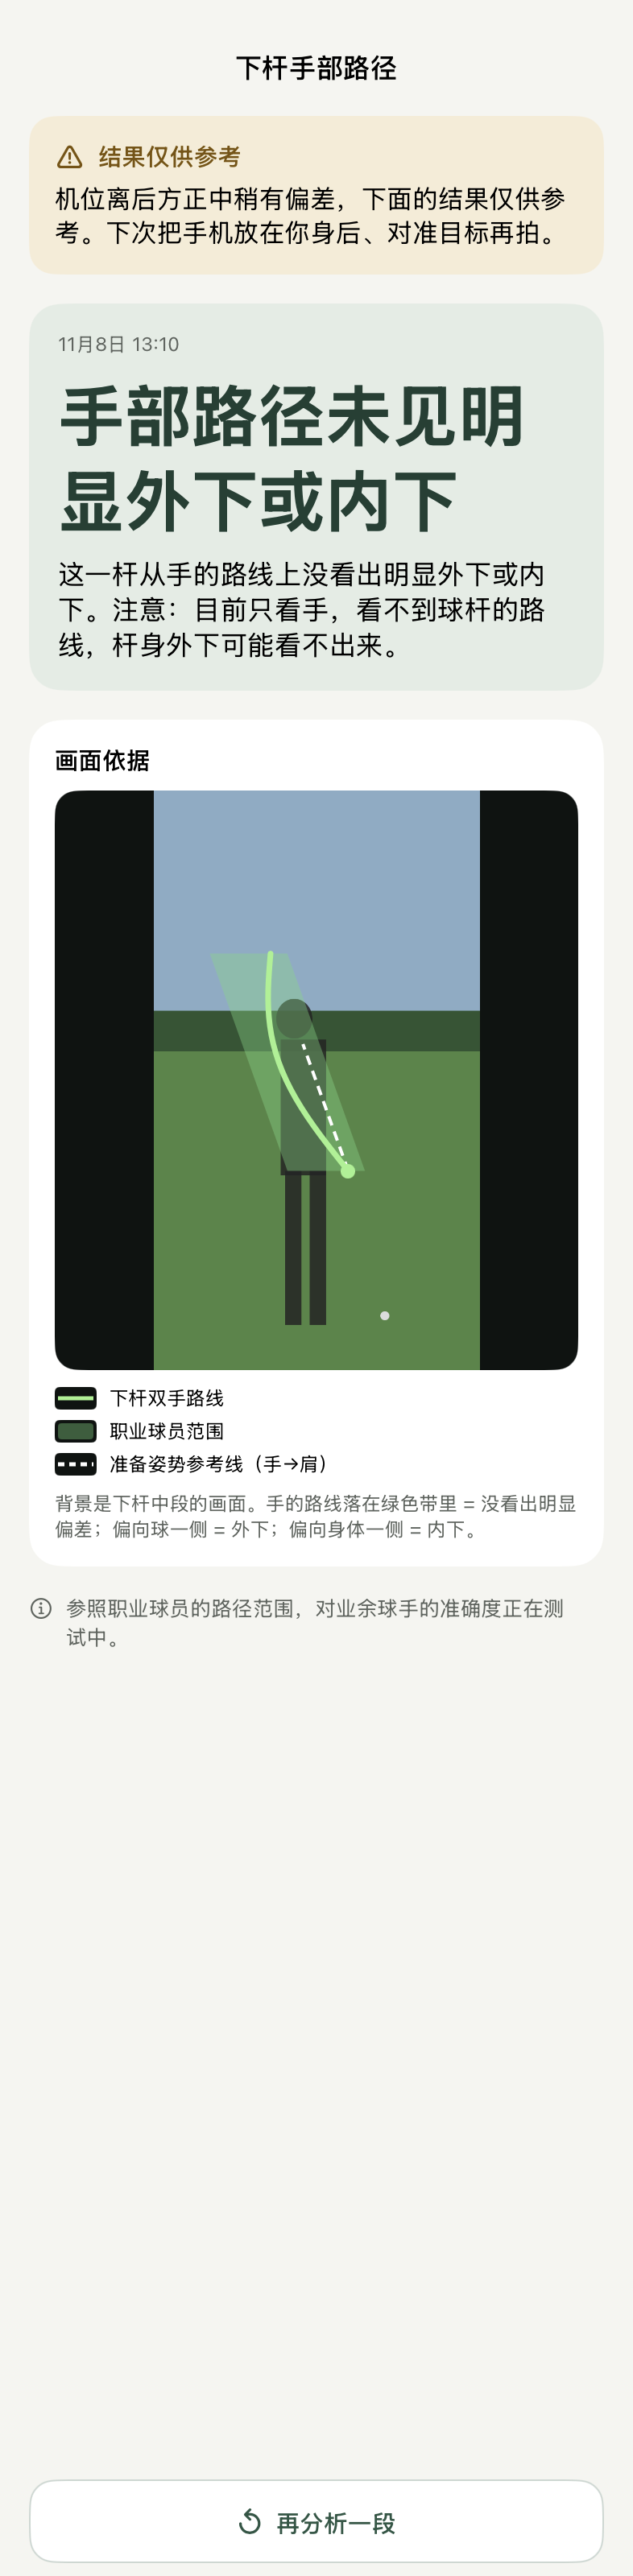 下杆手部路径
结果仅供参考
机位离后方正中稍有偏差，下面的结果仅供参
考。下次把手机放在你身后、对准目标再拍。
11月8日 13:10
手部路径未见明
显外下或内下
这一杆从手的路线上没看出明显外下或内
下。注意：目前只看手，看不到球杆的路
线，杆身外下可能看不出来。
画面依据
下杆双手路线
职业球员范围
准备姿势参考线（手→肩）
背景是下杆中段的画面。手的路线落在绿色带里 = 没看出明显
偏差；偏向球一侧 = 外下；偏向身体一侧 = 内下。
参照职业球员的路径范围，对业余球手的准确度正在测
试中。
再分析一段